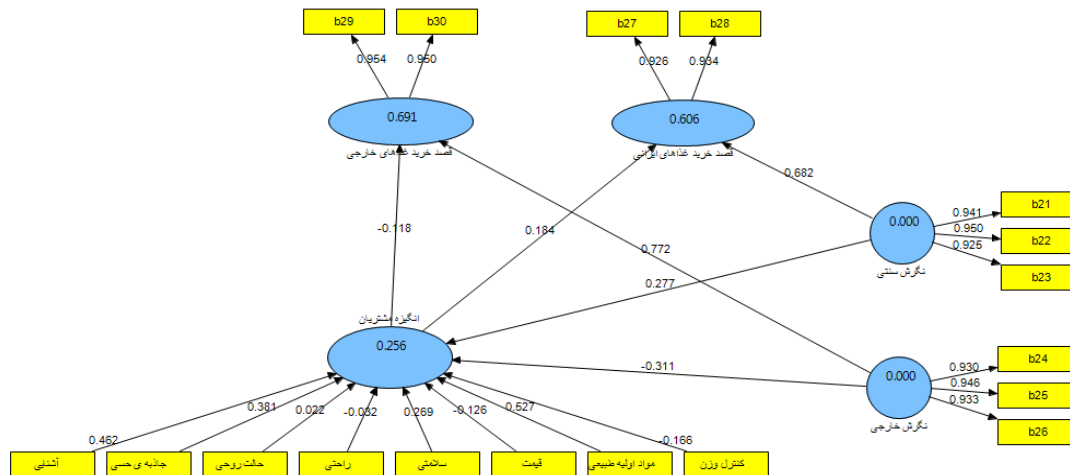 b29
b30
b27
b28
0.954
0.950
0.926
0.934
0.691
0.606
قصد خرید غذاهای خارجی
قصد خرید غذاهای ایرانی
0.682
b21
0.941
0.000
b22
0.950
0.925
b23
نگرش سنتی
-0.118
0.184
0.772
0.277
انگیزه مشتریان
0.256
-0.311
b24
0.930
0.000
0.946
b25
0.933
b26
نگرش خارجی
0.462
0.381
0.022
-0.032
0.269
-0.126
0.527
-0.166
آشنایی
جاذبه ی حسی
حالت روحی
راحتی
سلامتی
قیمت
مواد اولیه طبیعی
کنترل وزن